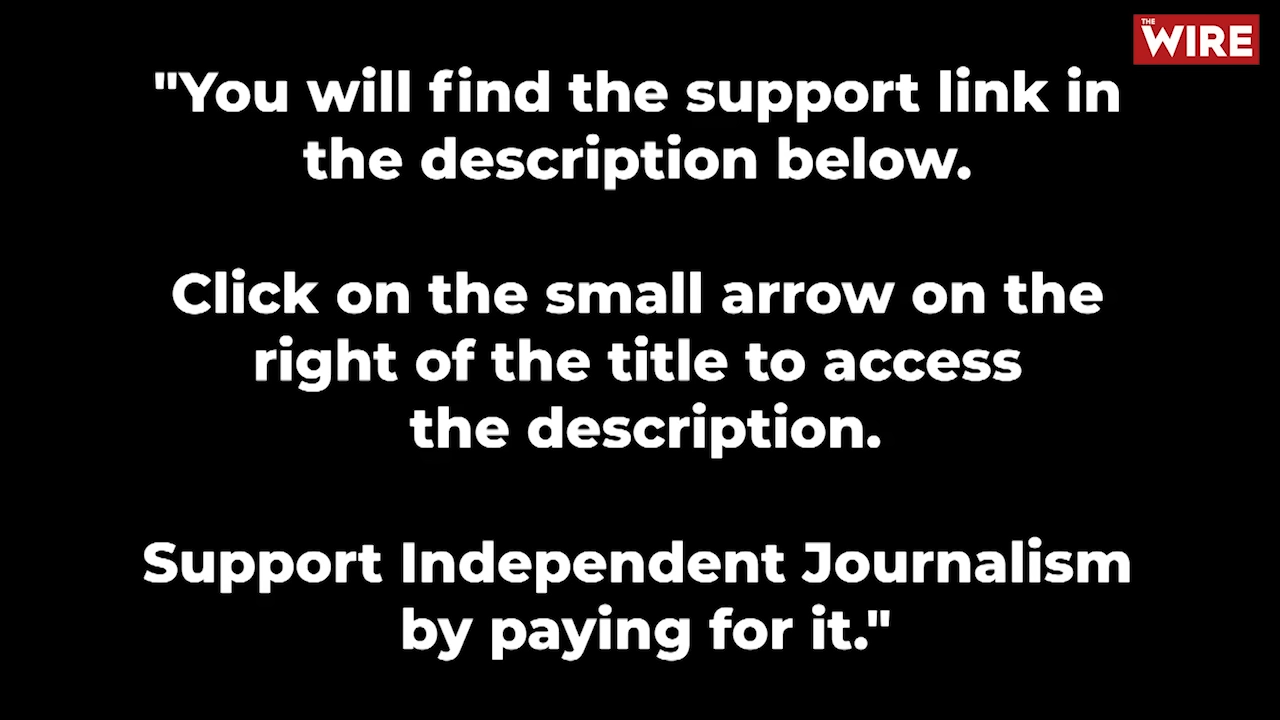 THE
WIRE
"You will find the support link in
the description below.
Click on the small arrow on the
right of the title to access
the description.
Support Independent Journalism
by paying for it."